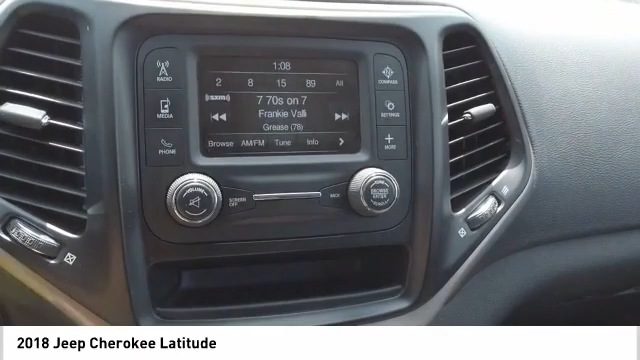 1:08
RADIO
2 8 15 89 All
COMPASS
((SXM)) 7 70s on 7
MEDIA
Frankie Valli
SETTINGS
Grease (78)
PHONE
Browse AM/FM Tune Info >
MORE
VOLUME
SCREEN OFF
BACK
BROWSE ENTER
2018 Jeep Cherokee Latitude